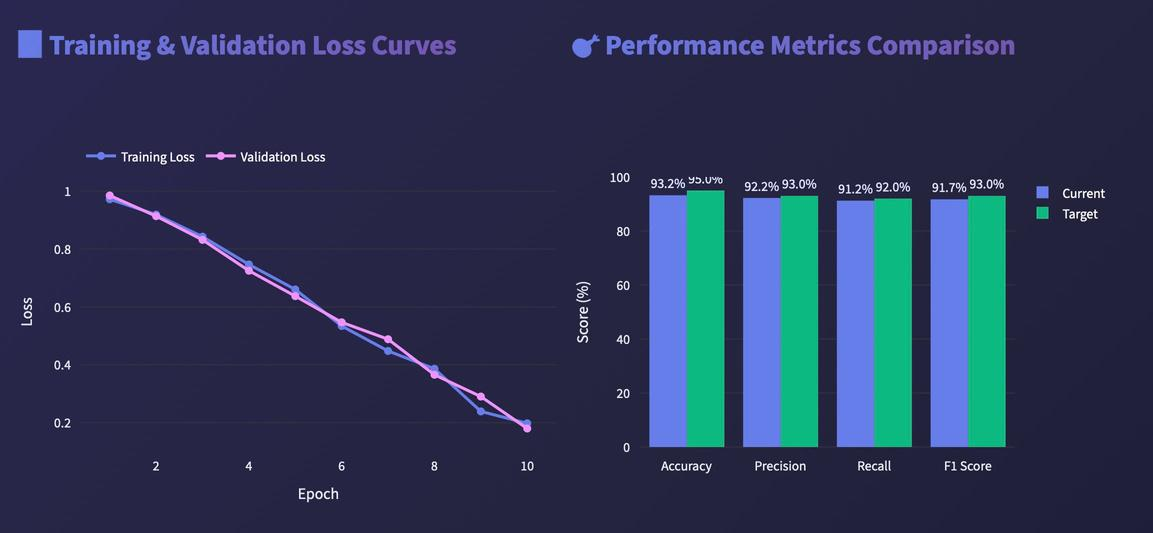 Training & Validation Loss Curves
Training Loss
Validation Loss
1
0.8
0.6
0.4
0.2
Loss
2 4 6 8 10
Epoch
Performance Metrics Comparison
93.2% 95.0% 92.2% 93.0% 91.2% 92.0% 91.7% 93.0%
100
80
60
40
20
0
Score (%)
Accuracy Precision Recall F1 Score
Current
Target